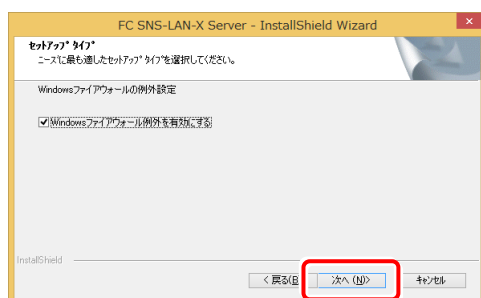 FC SNS-LAN-X Server - InstallShield Wizard
セットアップ タイプ
ニーズに最も適したセットアップ タイプを選択してください。
Windowsファイアウォールの例外設定
Windowsファイアウォール例外を有効にする
InstallShield
< 戻る(B
次へ (N)>
キャンセル